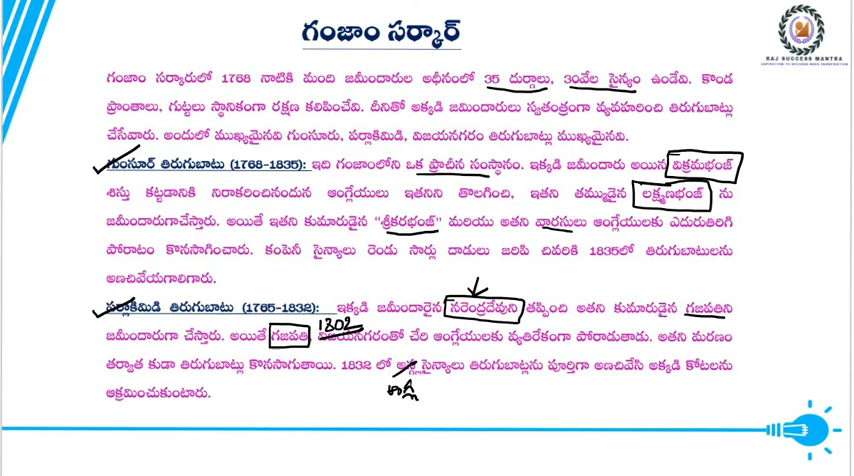 గంజాం సర్కార్
RAJ SUCCESS MANTRA
గంజాం సర్కారులో 1768 నాటికి మంది జమీందారుల అధీనంలో 35 దుర్గాలు, 30వేల సైన్యం ఉండేవి. కొండ
ప్రాంతాలు, గుట్టలు స్థానికంగా రక్షణ కలిపించేవి. దీనితో అక్కడి జమిందారులు స్వతంత్రంగా వ్యవహరించి తిరుగుబాట్లు
చేసేవారు. అందులో ముఖ్యమైనవి గుంసూరు, పర్లాకిమిడి, విజయనగరం తిరుగుబాట్లు ముఖ్యమైనవి.
గుంసూర్ తిరుగుబాటు (1768-1835): ఇది గంజాంలోని ఒక ప్రాచీన సంస్థానం. ఇక్కడి జమీందారు అయిన విక్రమభంజ్
శిస్తు కట్టడానికి నిరాకరించినందున ఆంగ్లేయులు ఇతనిని తొలగించి, ఇతని తమ్ముడైన లక్ష్మణభంజ్ ను
జమీందారుగాచేస్తారు. అయితే ఇతని కుమారుడైన "శ్రీకరభంజ్" మరియు అతని వారసులు ఆంగ్లేయులకు ఎదురుతిరిగి
పోరాటం కొనసాగించారు. కంపెనీ సైన్యాలు రెండు సార్లు దాడులు జరిపి చివరికి 1835లో తిరుగుబాటులను
అణచివేయగాలిగారు.
పర్లాకిమిడి తిరుగుబాటు (1765-1832): ఇక్కడి జమీందారైన నరేంద్రదేవుని తప్పించి అతని కుమారుడైన గజపతిని
1802
జమీందారుగా చేస్తారు. అయితే గజపతి విజయనగరంతో చేరి ఆంగ్లేయులకు వ్యతిరేకంగా పోరాడుతాడు. అతని మరణం
తర్వాత కుడా తిరుగుబాట్లు కొనసాగుతాయి. 1832 లో సైన్యాలు తిరుగుబాట్లను పూర్తిగా అణచివేసి అక్కడి కోటలను
ఆక్రమించుకుంటారు.